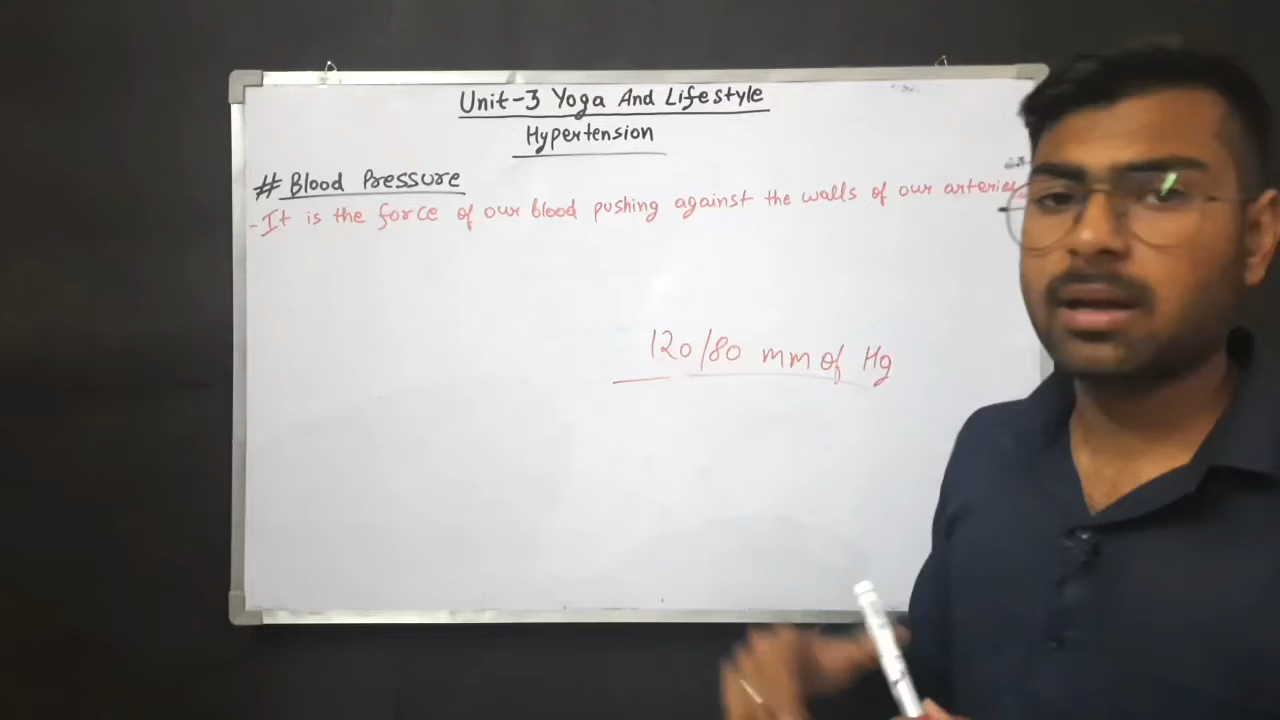 Unit-3 Yoga And Lifestyle
Hypertension
# Blood Pressure
- It is the force of our blood pushing against the walls of our arteries
120/80 mm of Hg